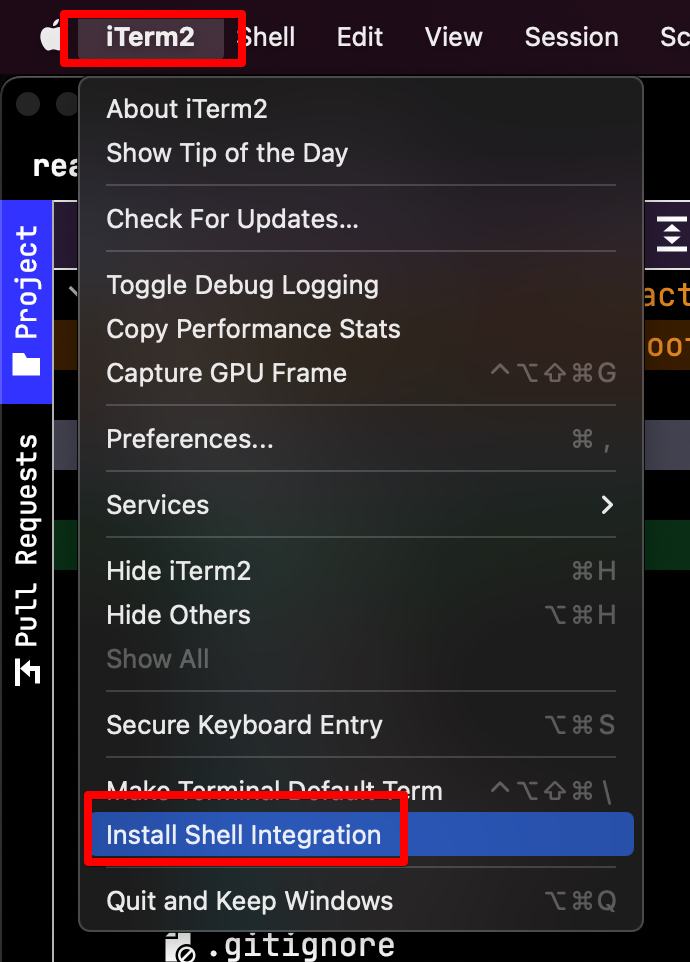 iTerm2 Shell Edit View Session Sc
About iTerm2
Show Tip of the Day
rea
Check For Updates...
Project
Toggle Debug Logging
act
Copy Performance Stats
oot
Capture GPU Frame ^⌥⇧⌘G
Preferences... ⌘,
Pull Requests
Services
Hide iTerm2 ⌘H
Hide Others ⌥⌘H
Show All
Secure Keyboard Entry ⌥⌘S
Make Terminal Default Term ^⌥⇧⌘\
Install Shell Integration
Quit and Keep Windows ⌥⌘Q
.gitignore